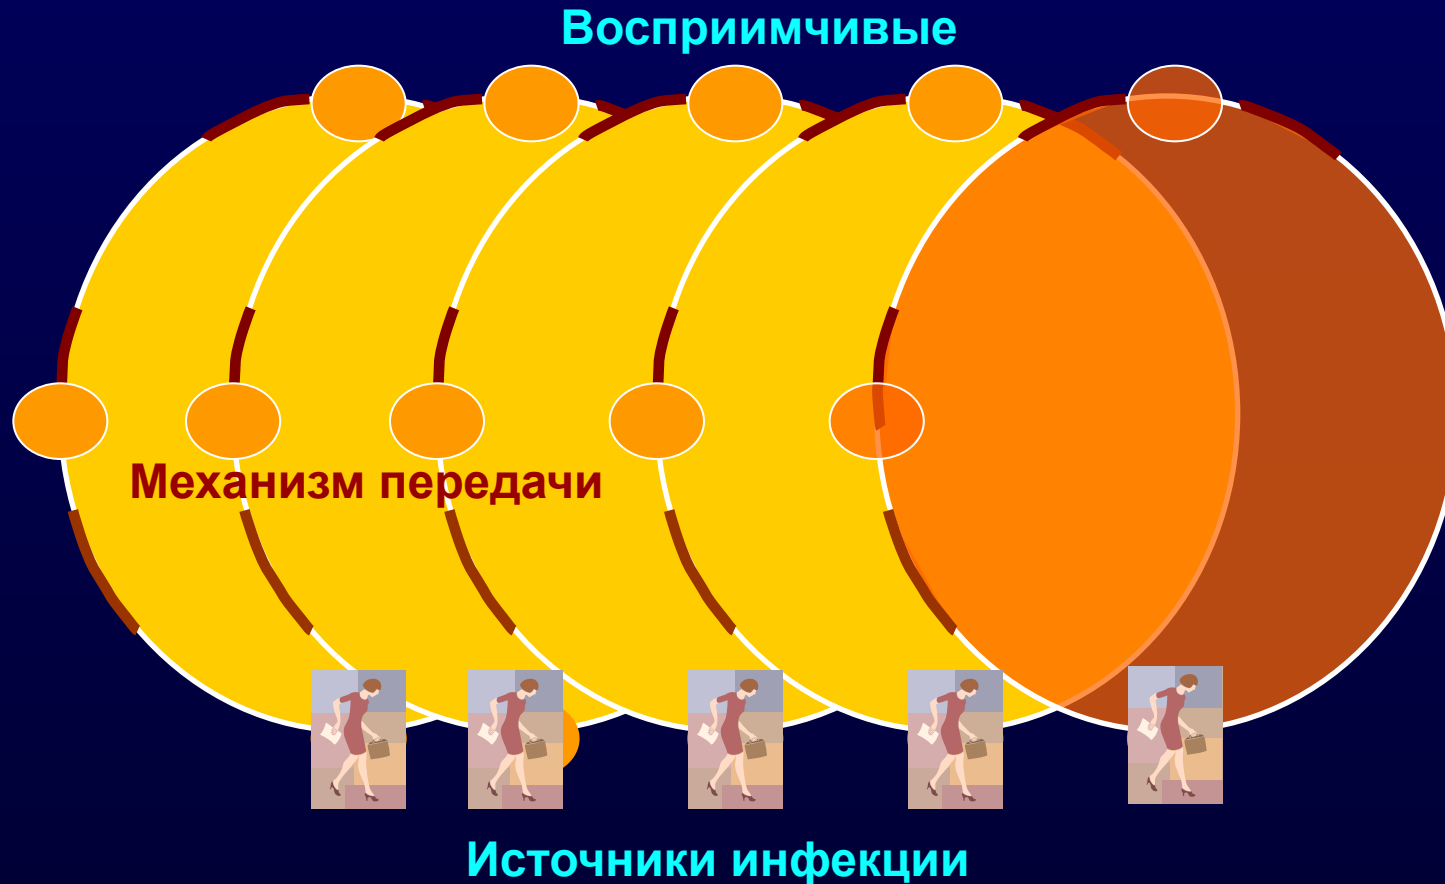 Восприимчивые
Механизм передачи
Источники инфекции